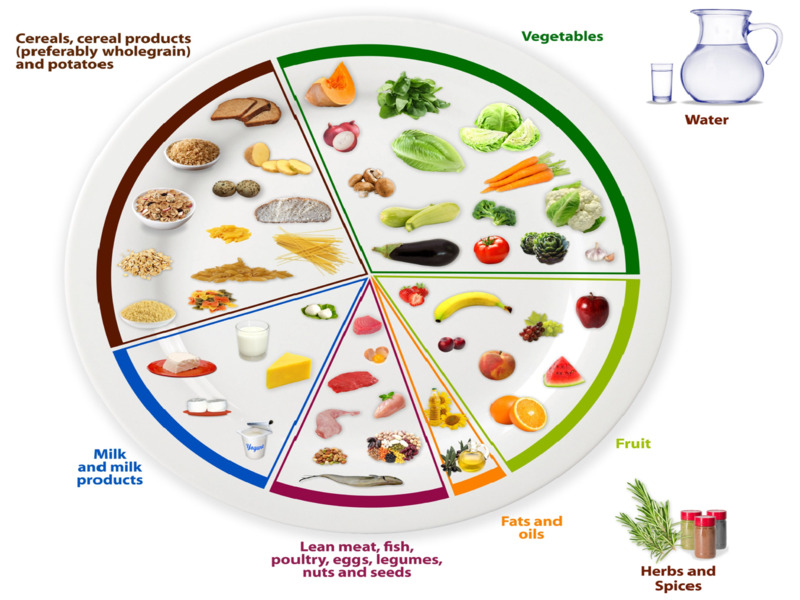 Cereals, cereal products
(preferably wholegrain)
and potatoes
Vegetables
Water
Yogurt
Milk
and milk
products
Fruit
Fats and
oils
Lean meat, fish,
poultry, eggs, legumes,
nuts and seeds
Herbs and
Spices